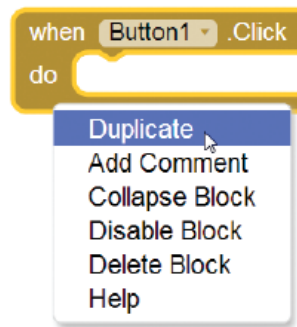 when Button1 .Click
do
Duplicate
Add Comment
Collapse Block
Disable Block
Delete Block
Help